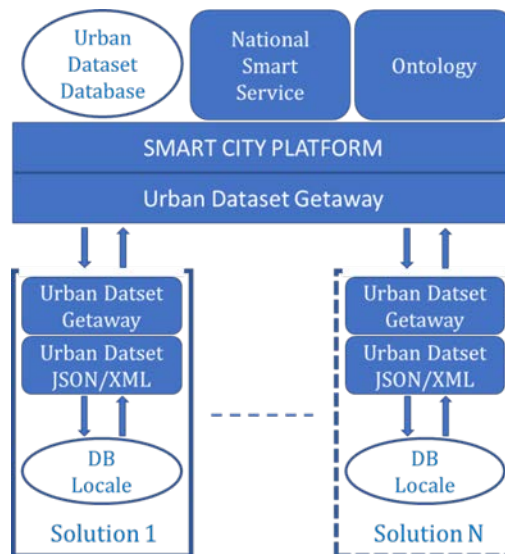 Urban
Dataset
Database
National
Smart
Service
Ontology
SMART CITY PLATFORM
Urban Dataset Getaway
Urban Datset
Getaway
Urban Datset
JSON/XML
DB
Locale
Solution 1
Urban Datset
Getaway
Urban Datset
JSON/XML
DB
Locale
Solution N